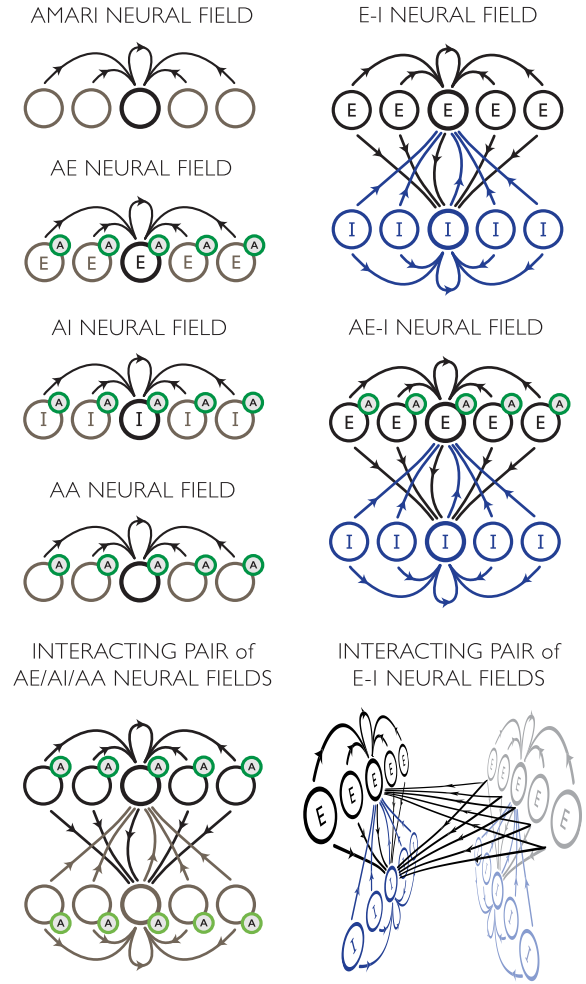 AMARI NEURAL FIELD
AE NEURAL FIELD
A A A A A
E E E E E
AI NEURAL FIELD
A A A A A
I I I I I
AA NEURAL FIELD
A A A A A
INTERACTING PAIR of
AE/AI/AA NEURAL FIELDS
A A A A A
A A A A A
E-I NEURAL FIELD
E E E E E
I I I I I
AE-I NEURAL FIELD
A A A A A
E E E E E
I I I I I
INTERACTING PAIR of
E-I NEURAL FIELDS
E E E E E
E E E E E
I I I I I
I I I I I